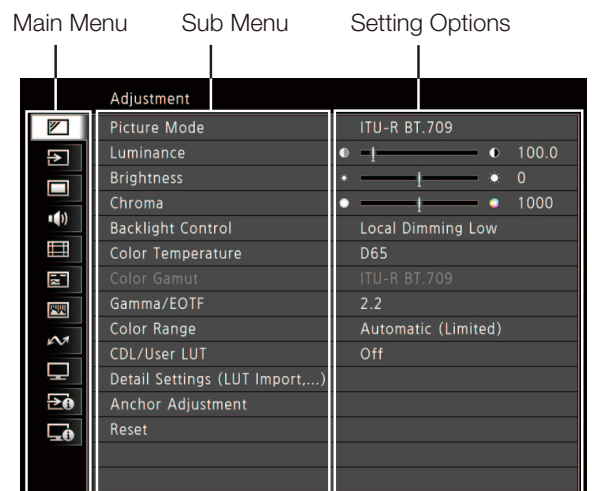 Main Menu Sub Menu Setting Options
Adjustment
Picture Mode ITU-R BT.709
Luminance 100.0
Brightness 0
Chroma 1000
Backlight Control Local Dimming Low
Color Temperature D65
Color Gamut ITU-R BT.709
Gamma/EOTF 2.2
Color Range Automatic (Limited)
CDL/User LUT Off
Detail Settings (LUT Import,...)
Anchor Adjustment
Reset